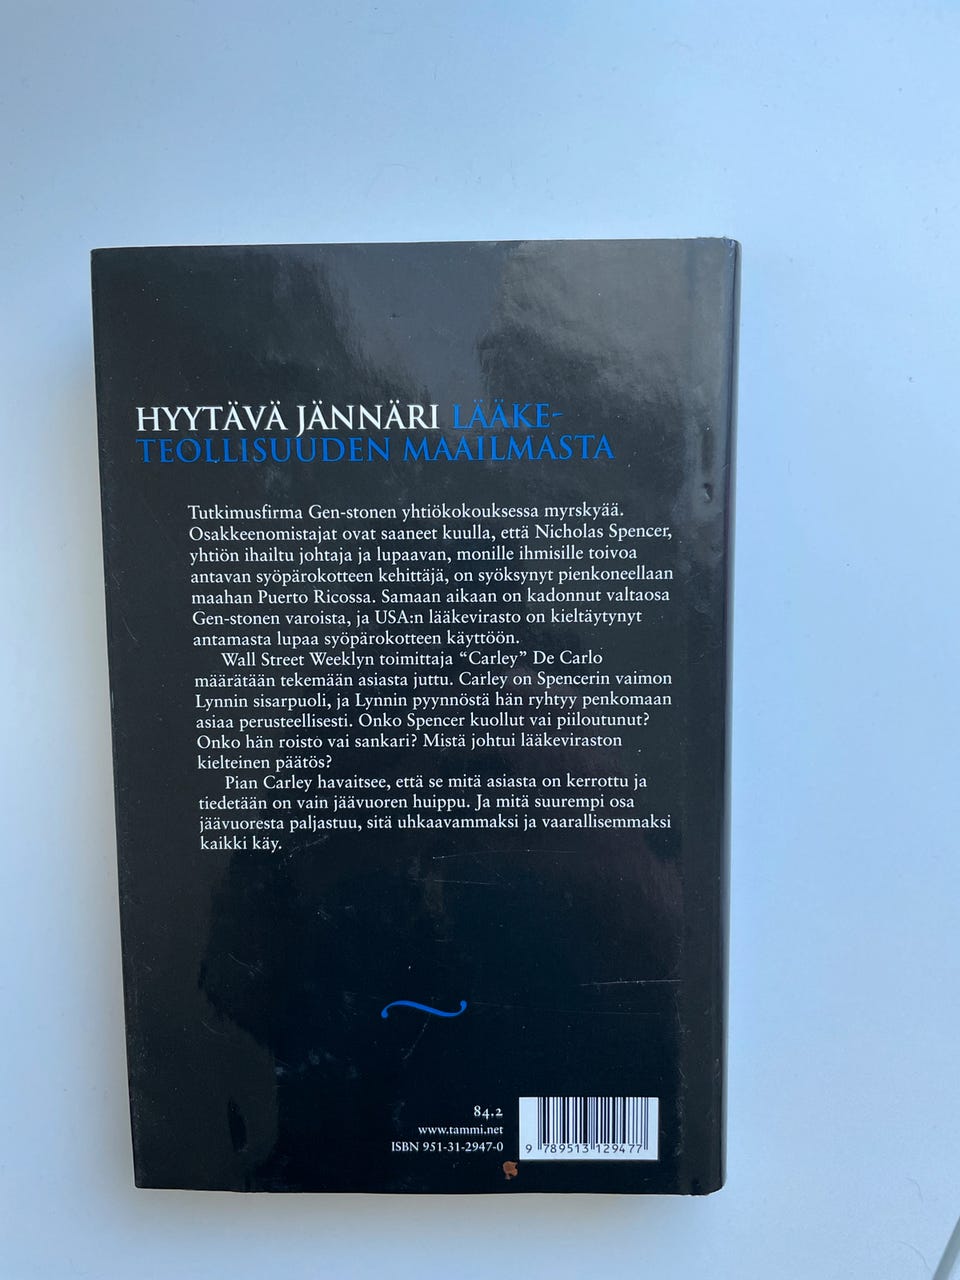 HYYTÄVÄ JÄNNÄRI LÄÄKE-
TEOLLISUUDEN MAAILMASTA
Tutkimusfirma Gen-stonen yhtiökokouksessa myrskyää.
Osakkeenomistajat ovat saaneet kuulla, että Nicholas Spencer,
yhtiön ihailtu johtaja ja lupaavan, monille ihmisille toivoa
antavan syöpärokotteen kehittäjä, on syöksynyt pienkoneellaan
maahan Puerto Ricossa. Samaan aikaan on kadonnut valtaosa
Gen-stonen varoista, ja USA:n lääkevirasto on kieltäytynyt
antamasta lupaa syöpärokotteen käyttöön.
Wall Street Weeklyn toimittaja “Carley” De Carlo
määrätään tekemään asiasta juttu. Carley on Spencerin vaimon
Lynnin sisarpuoli, ja Lynnin pyynnöstä hän ryhtyy penkomaan
asiaa perusteellisesti. Onko Spencer kuollut vai piiloutunut?
Onko hän roisto vai sankari? Mistä johtui lääkeviraston
kielteinen päätös?
Pian Carley havaitsee, että se mitä asiasta on kerrottu ja
tiedetään on vain jäävuoren huippu. Ja mitä suurempi osa
jäävuoresta paljastuu, sitä uhkaavammaksi ja vaarallisemmaksi
kaikki käy.
84.2
www.tammi.net
ISBN 951-31-2947-0
9 789513 129477